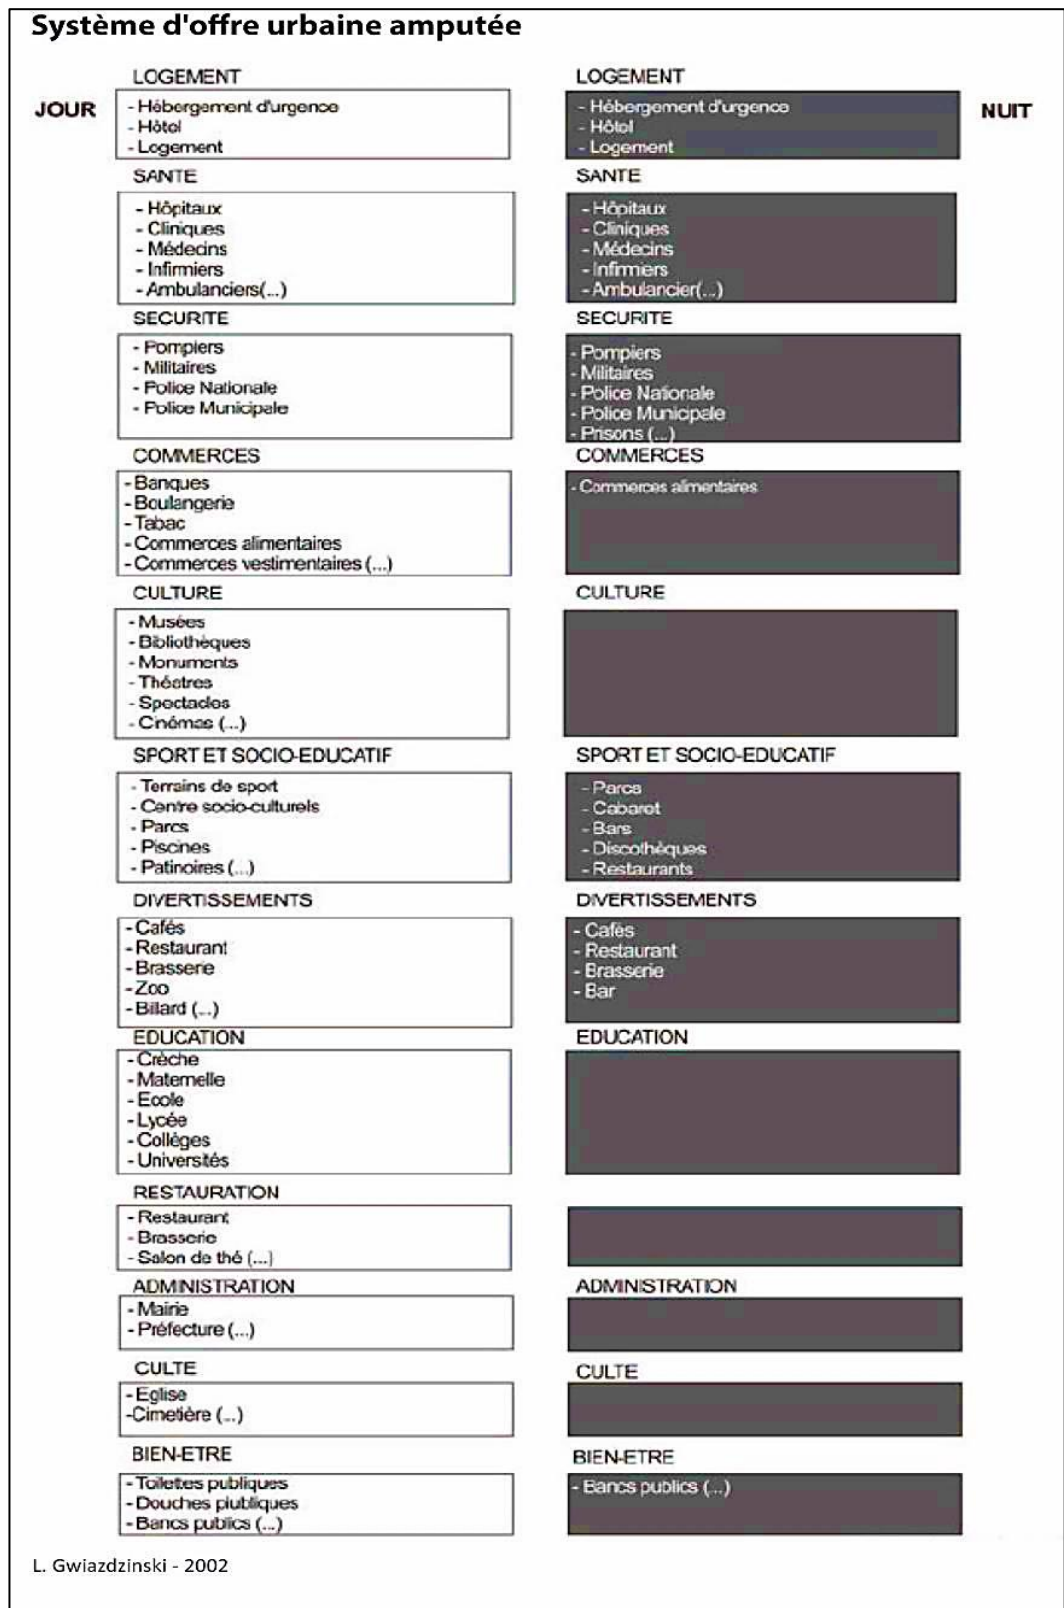 Système d'offre urbaine amputée
JOUR
LOGEMENT
- Hébergement d'urgence
- Hôtel
- Logement
SANTE
- Hôpitaux
- Cliniques
- Médecins
- Infirmiers
- Ambulanciers(...)
SECURITE
- Pompiers
- Militaires
- Police Nationale
- Police Municipale
COMMERCES
- Banques
- Boulangerie
- Tabac
- Commerces alimentaires
- Commerces vestimentaires (...)
CULTURE
- Musées
- Bibliothèques
- Monuments
- Théatres
- Spectacles
- Cinémas (...)
SPORT ET SOCIO-EDUCATIF
- Terrains de sport
- Centre socio-culturels
- Parcs
- Piscines
- Patinoires (...)
DIVERTISSEMENTS
- Cafés
- Restaurant
- Brasserie
- Zoo
- Billard (...)
EDUCATION
- Crèche
- Maternelle
- Ecole
- Lycée
- Collèges
- Universités
RESTAURATION
- Restaurant
- Brasserie
- Salon de thé (...)
ADMINISTRATION
- Mairie
- Préfecture (...)
CULTE
- Eglise
-Cimetière (...)
BIEN-ETRE
- Toilettes publiques
- Douches piubliques
- Bancs publics (...)
NUIT
LOGEMENT
- Hébergement d'urgence
- Hôtel
- Logement
SANTE
- Hôpitaux
- Cliniques
- Médecins
- Infirmiers
- Ambulancier(...)
SECURITE
- Pompiers
- Militaires
- Police Nationale
- Police Municipale
- Prisons (...)
COMMERCES
- Commerces alimentaires
CULTURE
SPORT ET SOCIO-EDUCATIF
- Parcs
- Cabaret
- Bars
- Discothèques
- Restaurants
DIVERTISSEMENTS
- Cafés
- Restaurant
- Brasserie
- Bar
EDUCATION
ADMINISTRATION
CULTE
BIEN-ETRE
- Bancs publics (...)
L. Gwiazdzinski - 2002